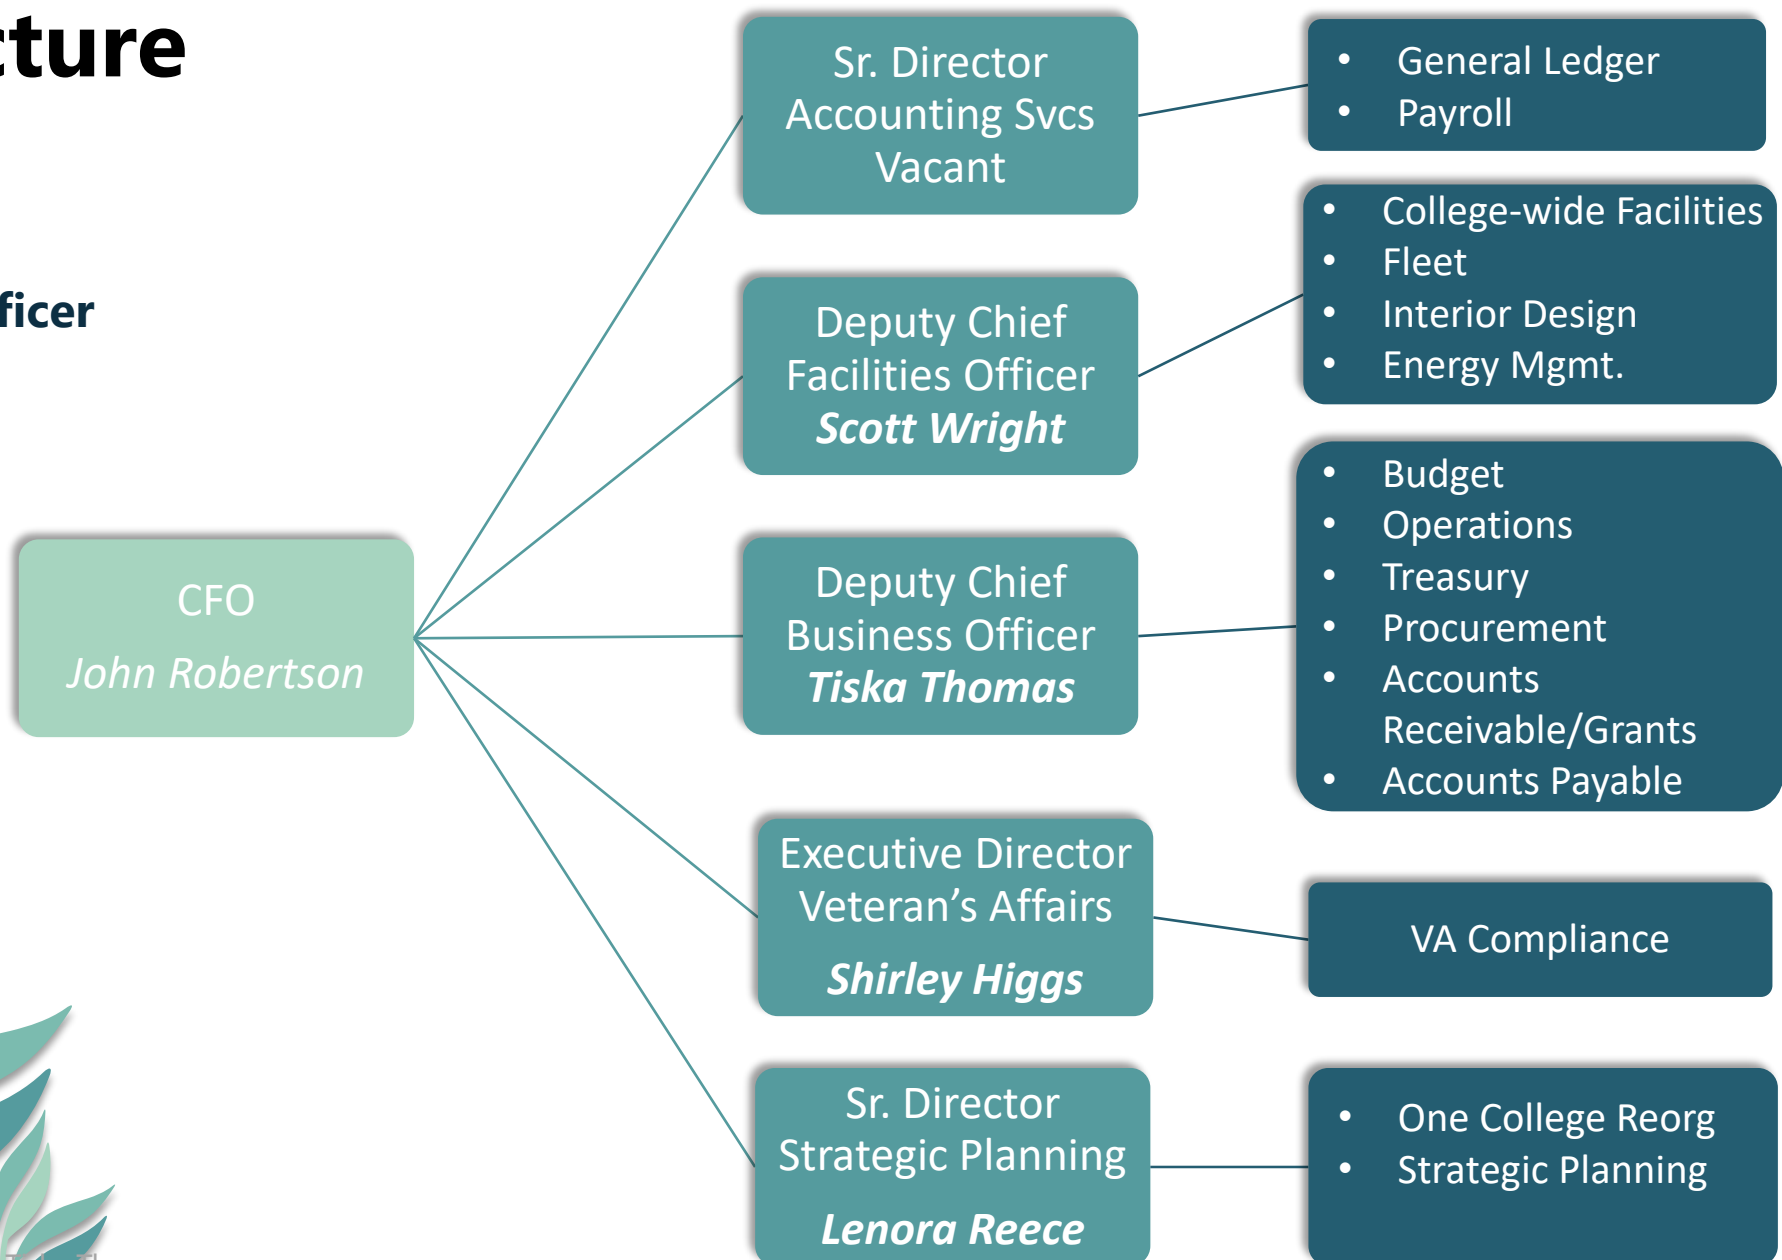 cture
ficer
CFO
John Robertson
Sr. Director
Accounting Svcs
Vacant
• General Ledger
• Payroll
Deputy Chief
Facilities Officer
Scott Wright
• College-wide Facilities
• Fleet
• Interior Design
• Energy Mgmt.
Deputy Chief
Business Officer
Tiska Thomas
• Budget
• Operations
• Treasury
• Procurement
• Accounts
Receivable/Grants
• Accounts Payable
Executive Director
Veteran’s Affairs
Shirley Higgs
VA Compliance
Sr. Director
Strategic Planning
Lenora Reece
• One College Reorg
• Strategic Planning